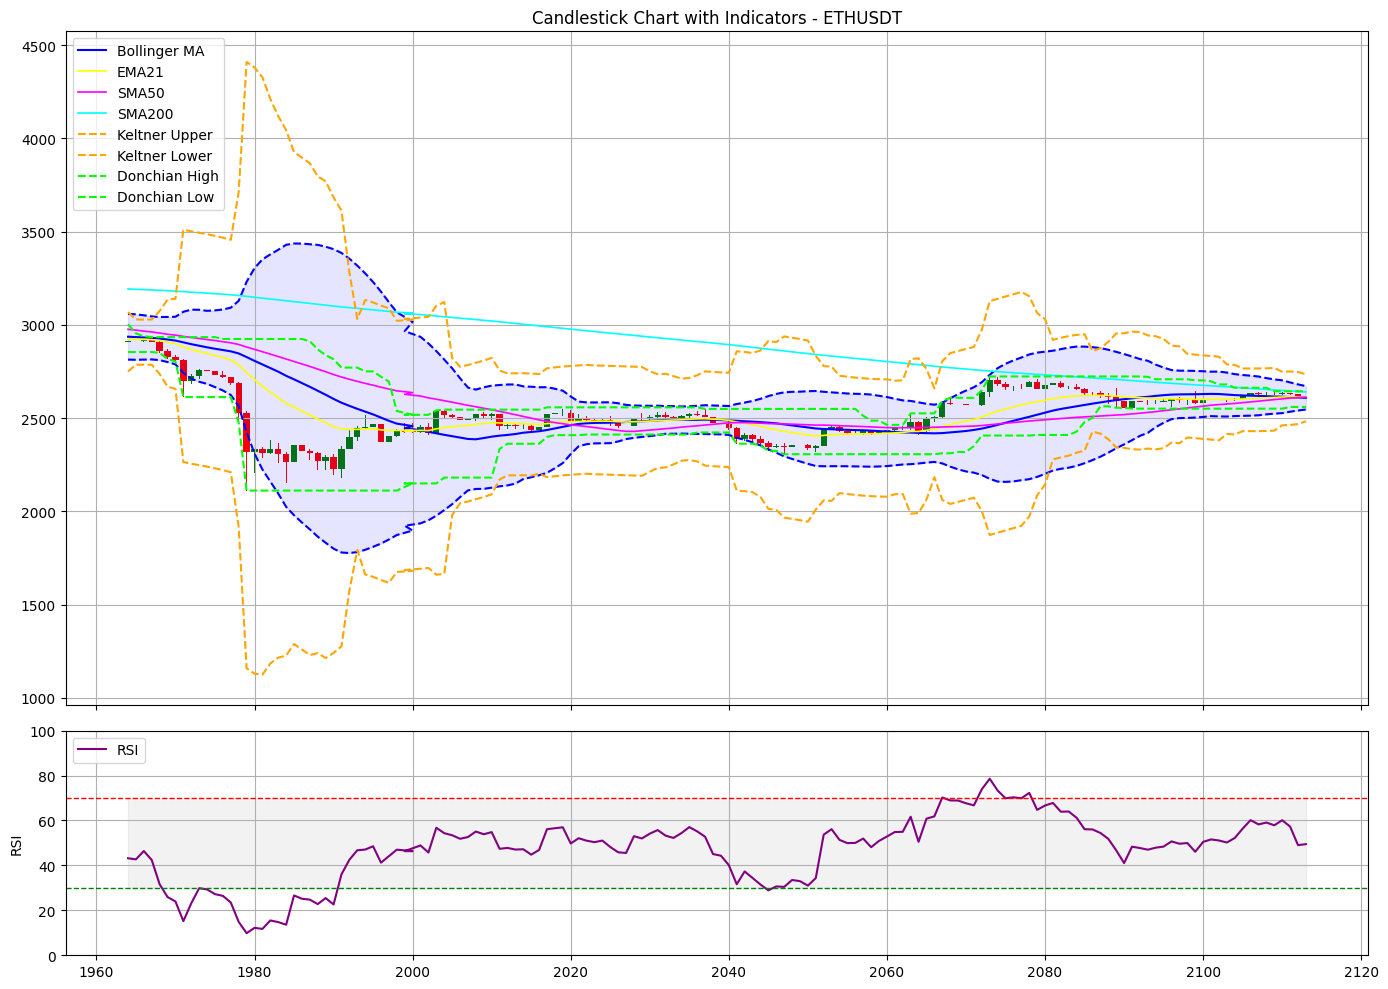 Candlestick Chart with Indicators - ETHUSDT
4500
4000
3500
3000
2500
2000
1500
1000
Bollinger MA
EMA21
SMA50
SMA200
Keltner Upper
Keltner Lower
Donchian High
Donchian Low
RSI
100
80
60
40
20
0
RSI
1960 1980 2000 2020 2040 2060 2080 2100 2120